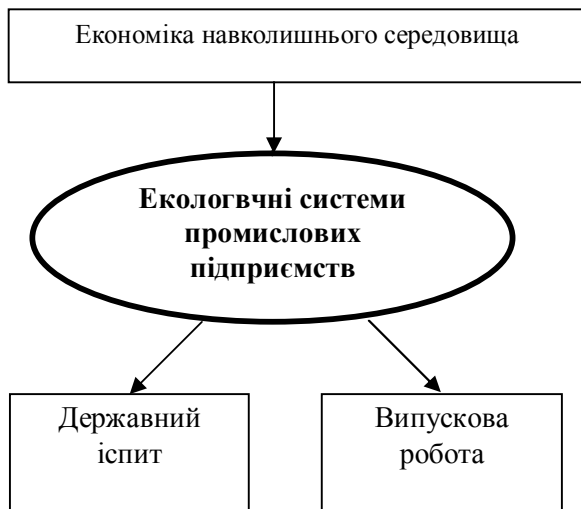 Економіка навколишнього середовища
Екологвчні системи
промислових
підприємств
Державний
іспит
Випускова
робота